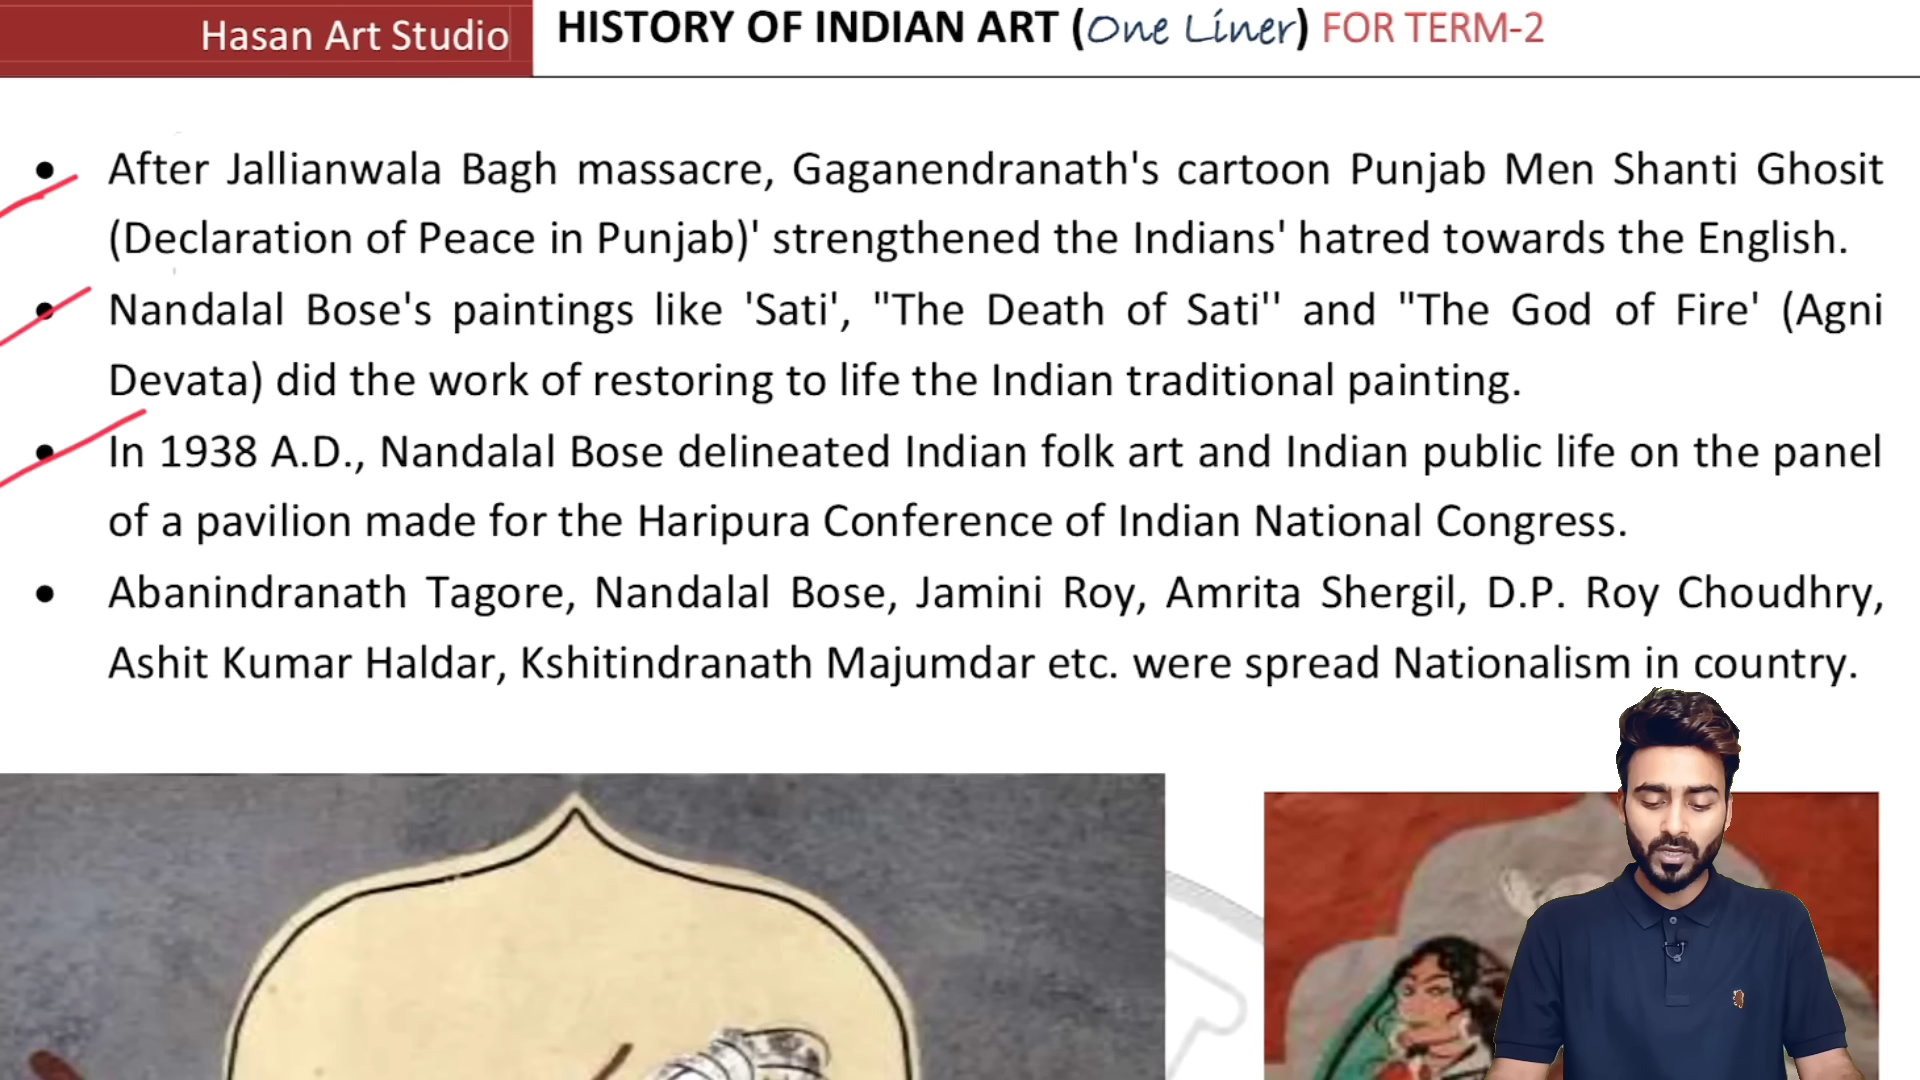 Hasan Art Studio
HISTORY OF INDIAN ART (One Liner) FOR TERM-2
• After Jallianwala Bagh massacre, Gaganendranath's cartoon Punjab Men Shanti Ghosit
(Declaration of Peace in Punjab)' strengthened the Indians' hatred towards the English.
• Nandalal Bose's paintings like 'Sati', "The Death of Sati'' and "The God of Fire' (Agni
Devata) did the work of restoring to life the Indian traditional painting.
• In 1938 A.D., Nandalal Bose delineated Indian folk art and Indian public life on the panel
of a pavilion made for the Haripura Conference of Indian National Congress.
• Abanindranath Tagore, Nandalal Bose, Jamini Roy, Amrita Shergil, D.P. Roy Choudhry,
Ashit Kumar Haldar, Kshitindranath Majumdar etc. were spread Nationalism in country.